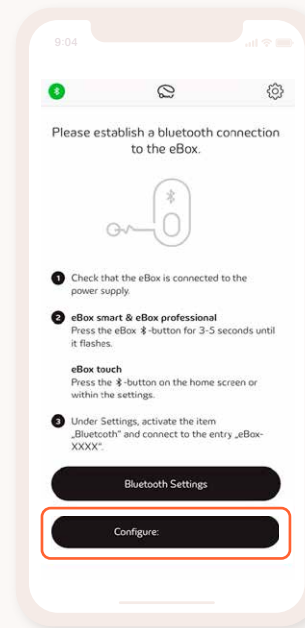 9:04
Please establish a bluetooth connection
to the eBox.
1 Check that the eBox is connected to the
power supply.
2 eBox smart & eBox professional
Press the eBox -button for 3-5 seconds until
it flashes.
eBox touch
Press the -button on the home screen or
within the settings.
3 Under Settings, activate the item
„Bluetooth“ and connect to the entry „eBox-
XXXX“.
Bluetooth Settings
Configure: